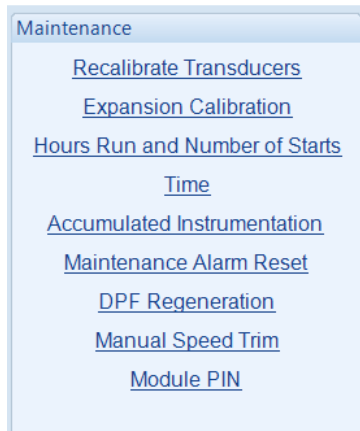 Maintenance
Recalibrate Transducers
Expansion Calibration
Hours Run and Number of Starts
Time
Accumulated Instrumentation
Maintenance Alarm Reset
DPF Regeneration
Manual Speed Trim
Module PIN